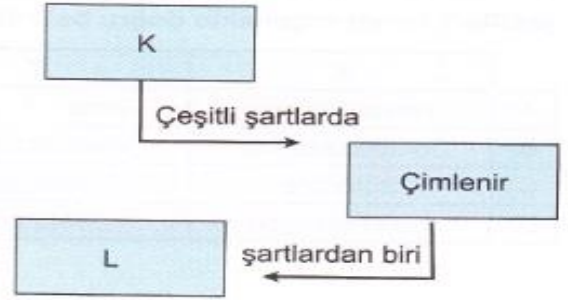 K
Çeşitli şartlarda
Çimlenir
şartlardan biri
L